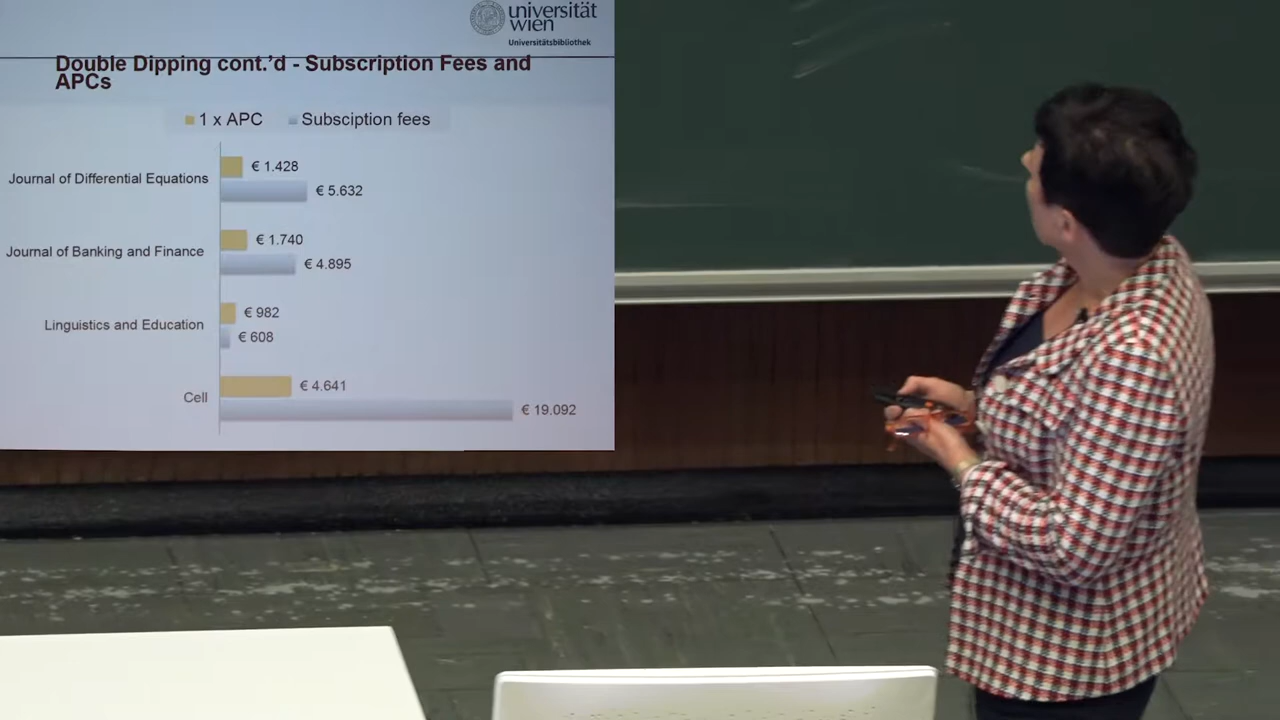 universität
wien
Universitätsbibliothek
Double Dipping cont.’d - Subscription Fees and
APCs
1 x APC
Subsciption fees
Journal of Differential Equations
€ 1.428
€ 5.632
Journal of Banking and Finance
€ 1.740
€ 4.895
Linguistics and Education
€ 982
€ 608
Cell
€ 4.641
€ 19.092